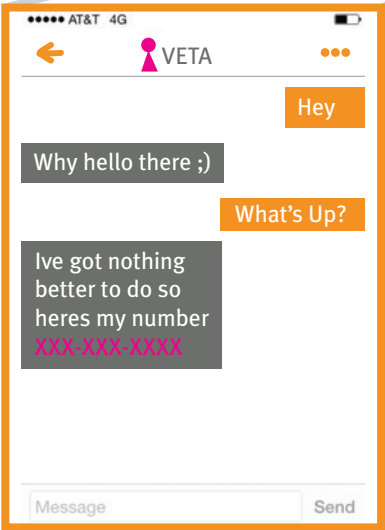 ●●●●● AT&T 4G
VETA
Hey
Why hello there ;)
What's Up?
Ive got nothing
better to do so
heres my number
XXX-XXX-XXXX
Message
Send